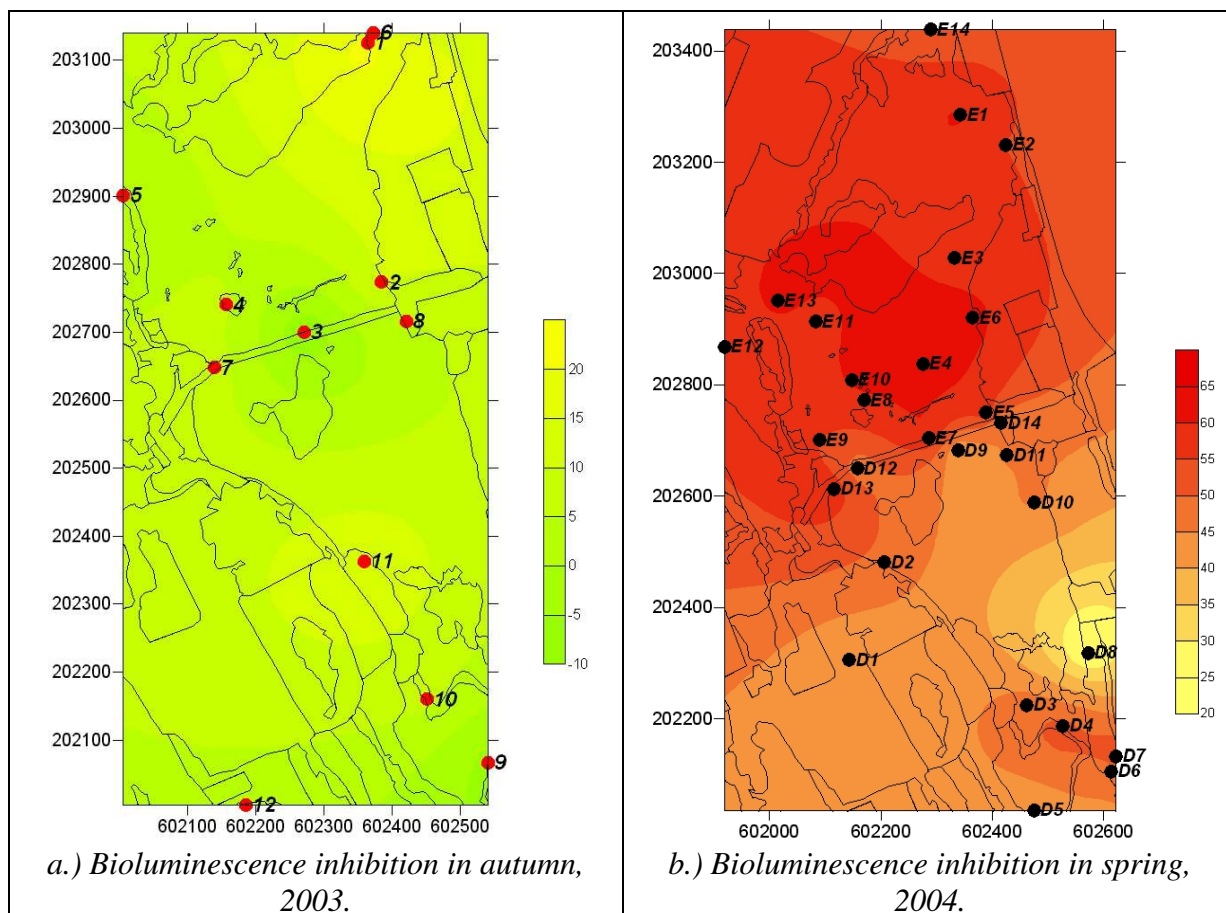 203100
203000
202900
202800
202700
202600
202500
202400
202300
202200
202100
602100 602200 602300 602400 602500
6
1
5
2
4
8
3
7
11
10
9
12
20
15
10
5
0
-5
-10
a.) Bioluminescence inhibition in autumn,
2003.
203400
203200
203000
202800
202600
202400
202200
602000 602200 602400 602600
E14
E1
E2
E3
E13
E11
E6
E12
E4
E10
E8
E5
D14
E9
E7
D9
D11
D12
D13
D10
D2
D8
D1
D3
D4
D7
D6
D5
65
60
55
50
45
40
35
30
25
20
b.) Bioluminescence inhibition in spring,
2004.